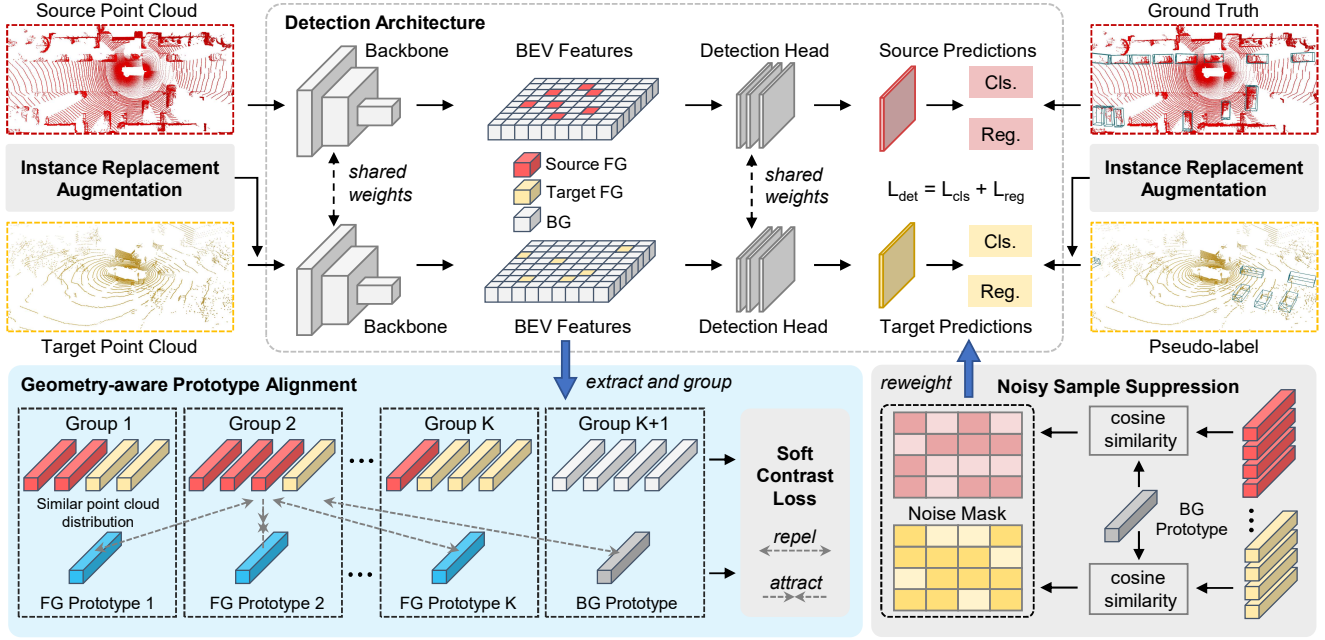 Source Point Cloud
Detection Architecture
Ground Truth
Backbone
BEV Features
Detection Head
Source Predictions
Cls.
Reg.
Instance Replacement
Augmentation
shared
weights
Source FG
Target FG
BG
shared
weights
L_det = L_cls + L_reg
Instance Replacement
Augmentation
Cls.
Reg.
Backbone
BEV Features
Detection Head
Target Predictions
Target Point Cloud
Pseudo-label
Geometry-aware Prototype Alignment
extract and group
reweight
Noisy Sample Suppression
Group 1
Group 2
Group K
Group K+1
Similar point cloud
distribution
FG Prototype 1
FG Prototype 2
FG Prototype K
BG Prototype
Soft
Contrast
Loss
repel
attract
Noise Mask
cosine
similarity
BG
Prototype
cosine
similarity